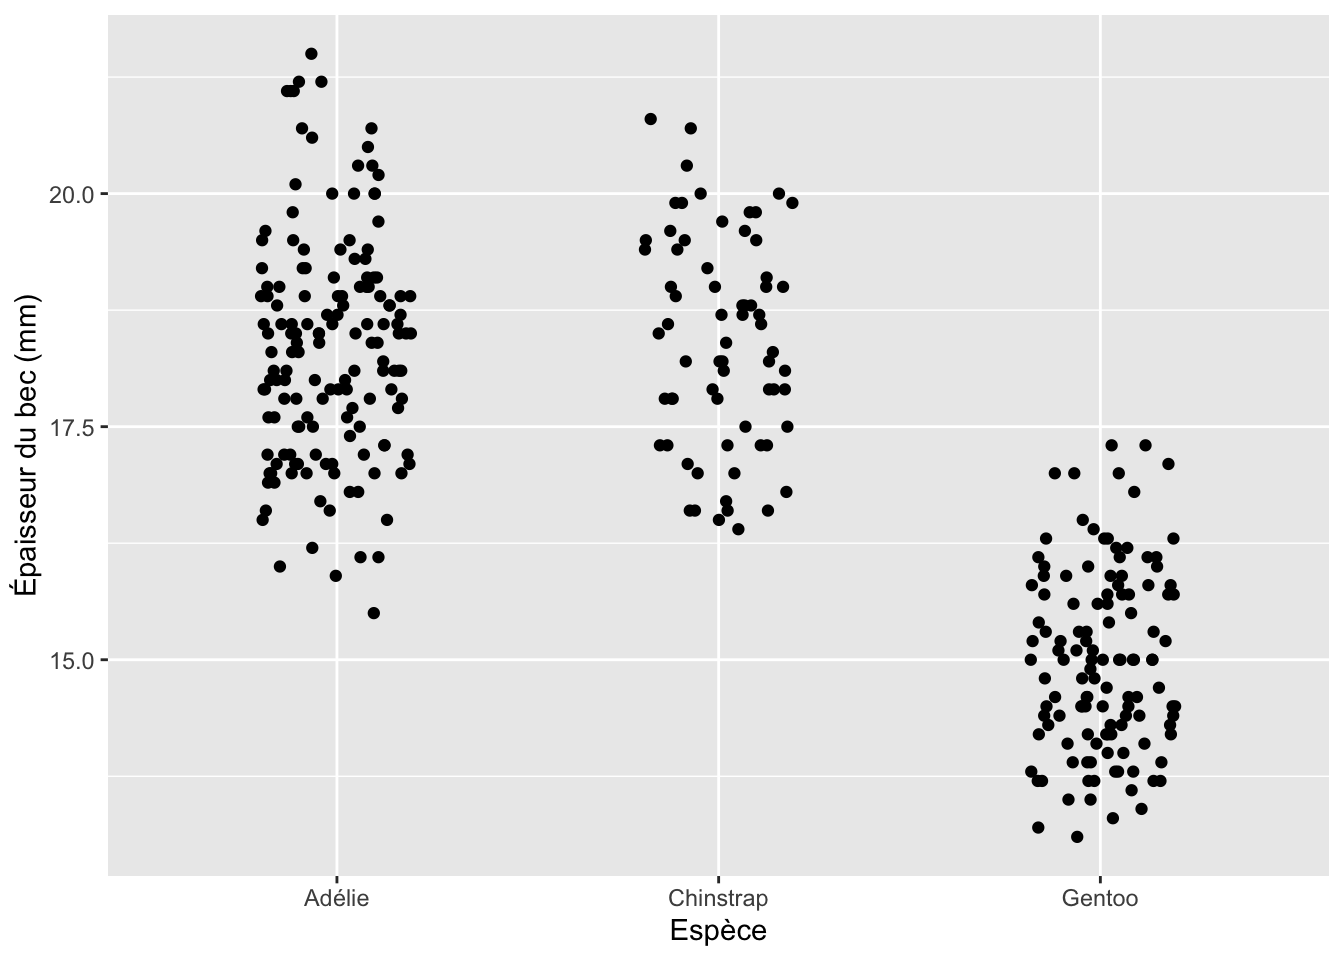 Épaisseur du bec (mm)
20.0
17.5
15.0
Adélie
Chinstrap
Gentoo
Espèce